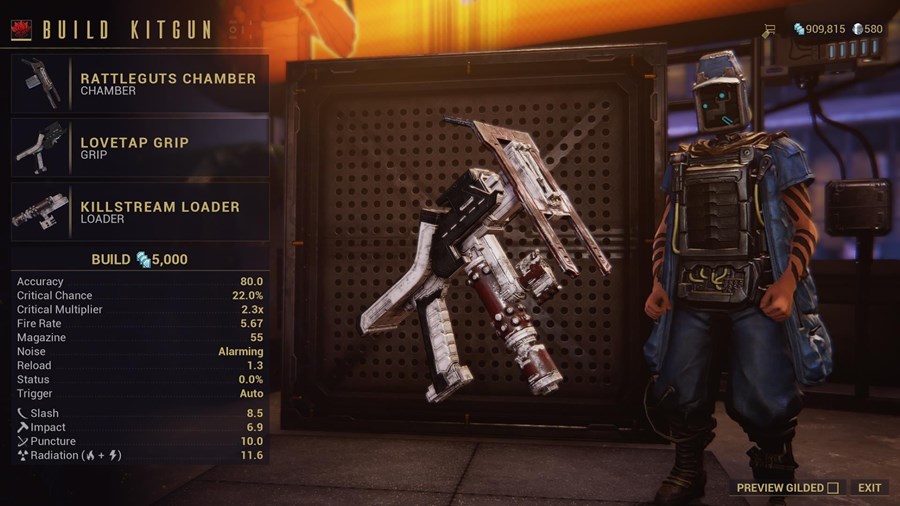 BUILD KITGUN
909,815 580
RATTLEGUTS CHAMBER
CHAMBER
LOVETAP GRIP
GRIP
KILLSTREAM LOADER
LOADER
BUILD 5,000
Accuracy 80.0
Critical Chance 22.0%
Critical Multiplier 2.3x
Fire Rate 5.67
Magazine 55
Noise Alarming
Reload 1.3
Status 0.0%
Trigger Auto
Slash 8.5
Impact 6.9
Puncture 10.0
Radiation ( + ) 11.6
PREVIEW GILDED EXIT